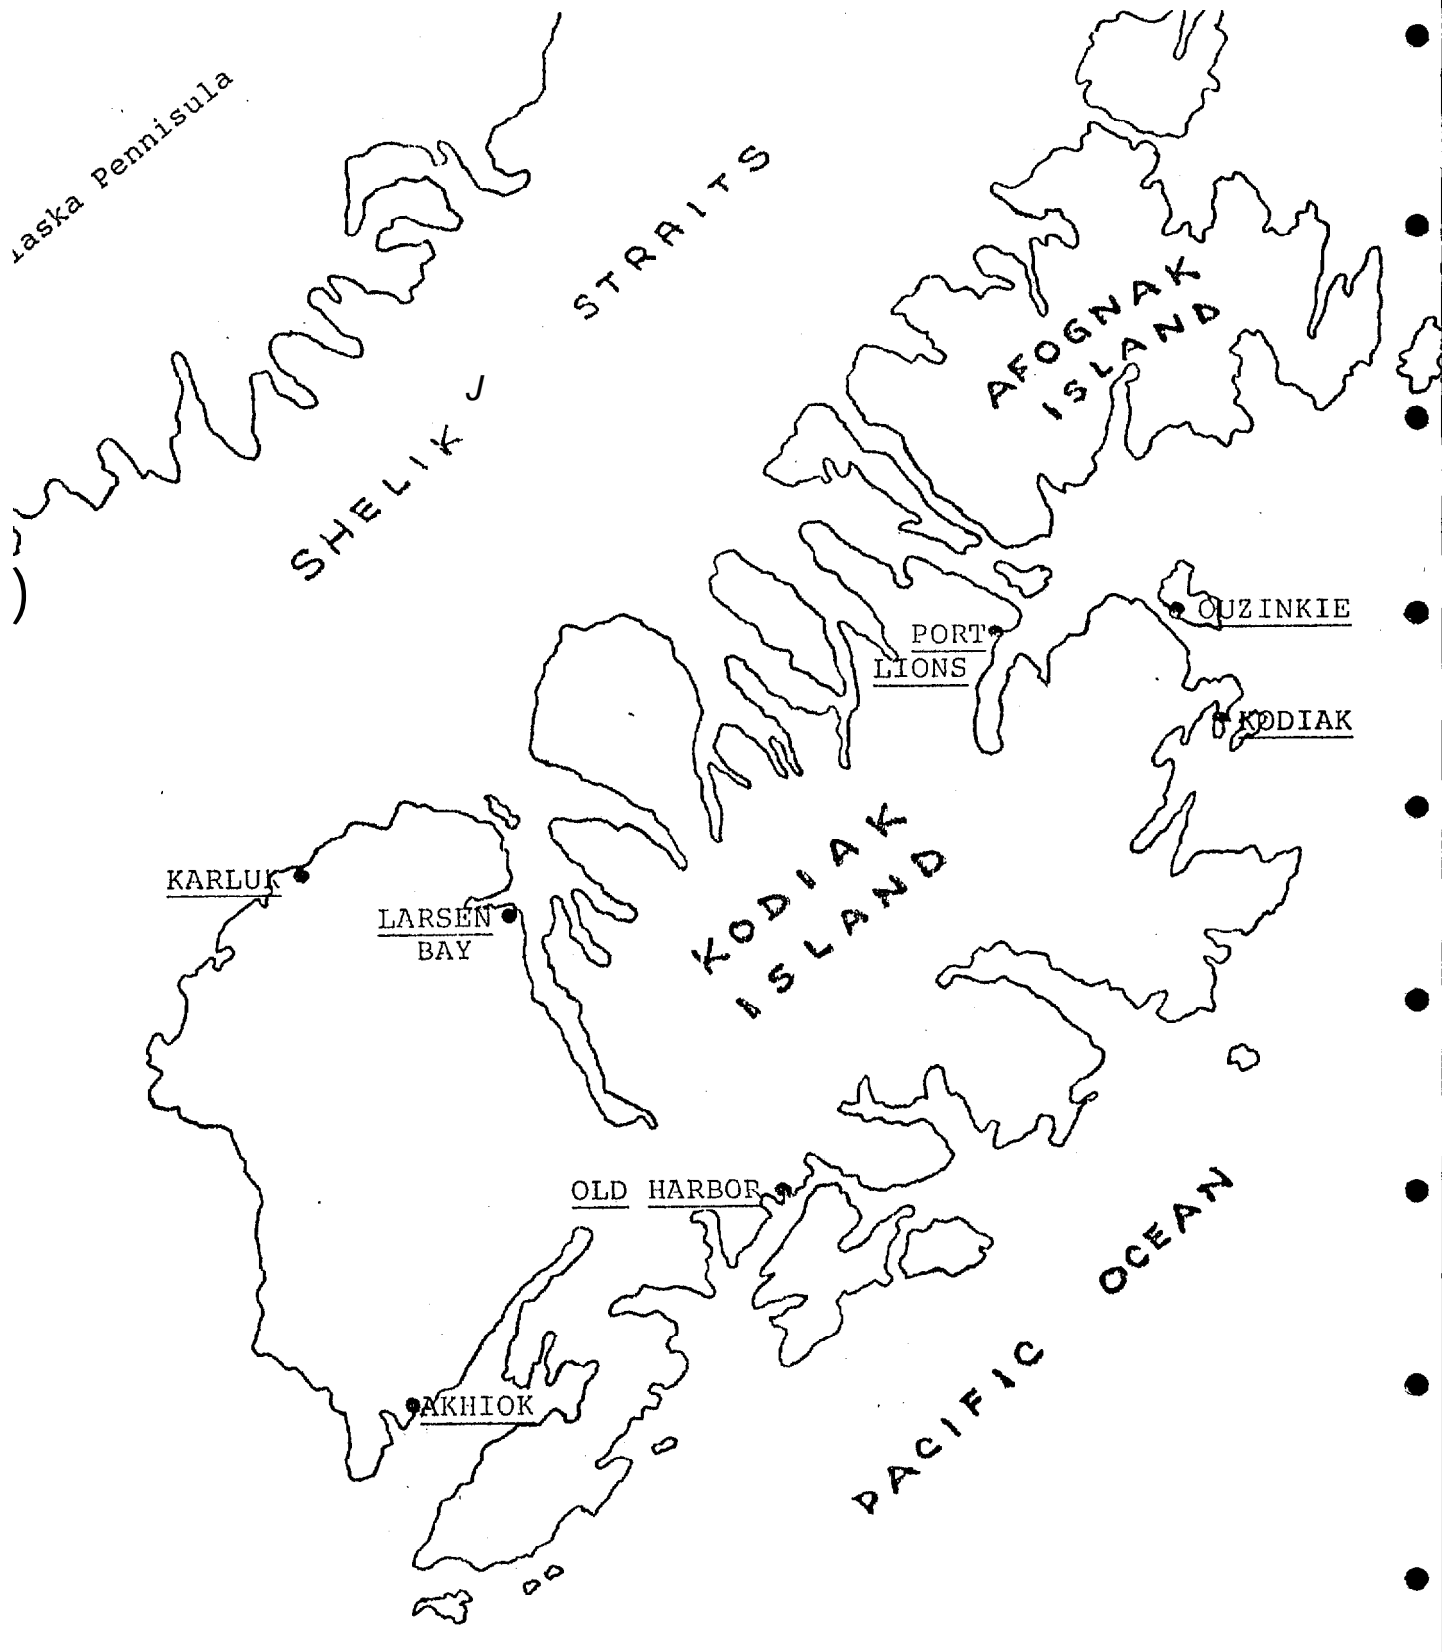 laska Pennisula
SHELIK J STRAITS
AFOGNAK
ISLAND
OUZINKIE
PORT
LIONS
KODIAK
KODIAK
ISLAND
KARLUK
LARSEN
BAY
OLD HARBOR
AKHIOK
PACIFIC OCEAN